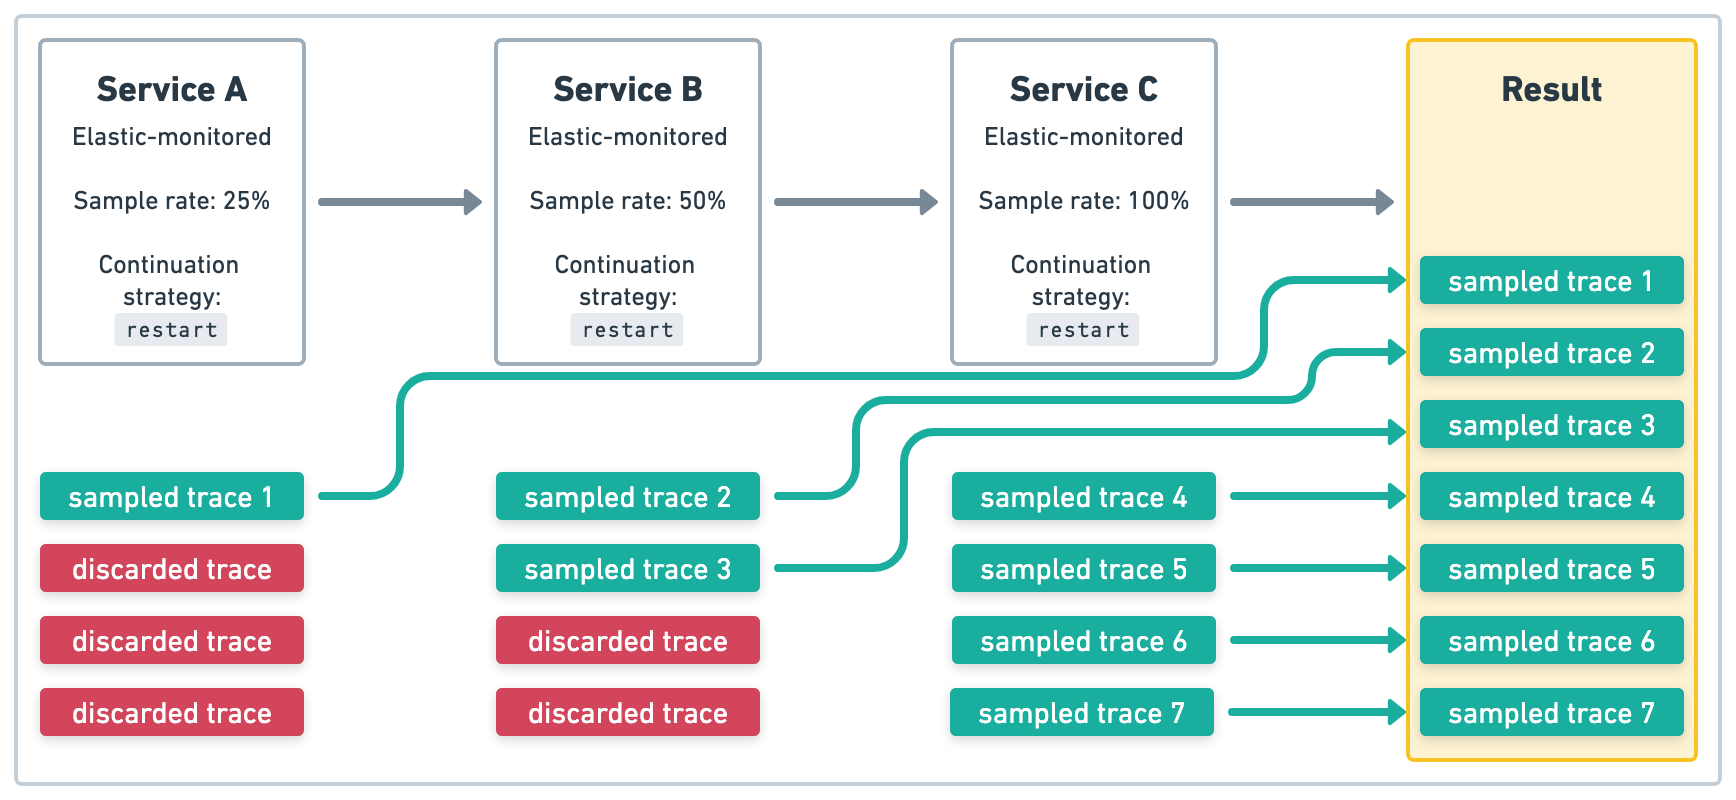 Service A
Elastic-monitored
Sample rate: 25%
Continuation
strategy:
restart
Service B
Elastic-monitored
Sample rate: 50%
Continuation
strategy:
restart
Service C
Elastic-monitored
Sample rate: 100%
Continuation
strategy:
restart
Result
sampled trace 1
discarded trace
discarded trace
discarded trace
sampled trace 2
sampled trace 3
discarded trace
discarded trace
sampled trace 4
sampled trace 5
sampled trace 6
sampled trace 7
sampled trace 1
sampled trace 2
sampled trace 3
sampled trace 4
sampled trace 5
sampled trace 6
sampled trace 7